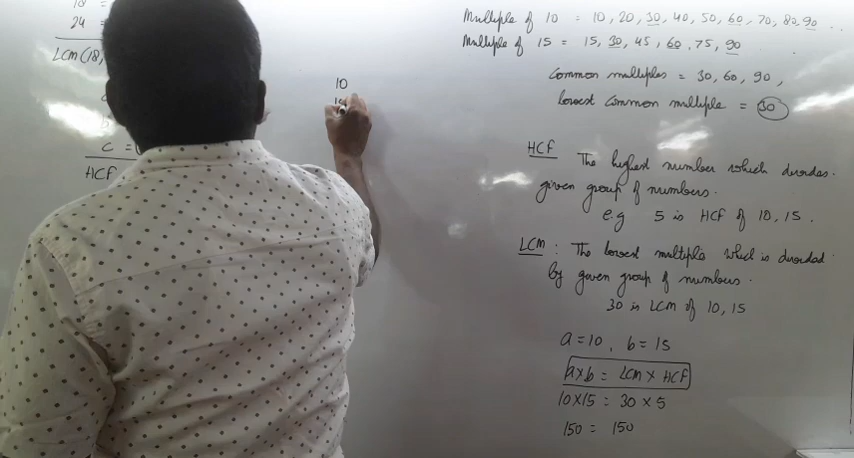 18 =
24 =
LCM (18,
c =
HCF
10
Multiple of 10 = 10, 20, 30, 40, 50, 60, 70, 80, 90 ...
Multiple of 15 = 15, 30, 45, 60, 75, 90
Common multiples = 30, 60, 90,
lowest Common multiple = 30
HCF The highest number which divides
given group of numbers.
e.g 5 is HCF of 10, 15.
LCM : The lowest multiple which is divided
by given group of numbers.
30 is LCM of 10, 15
a = 10, b = 15
a×b = LCM × HCF
10×15 = 30 × 5
150 = 150